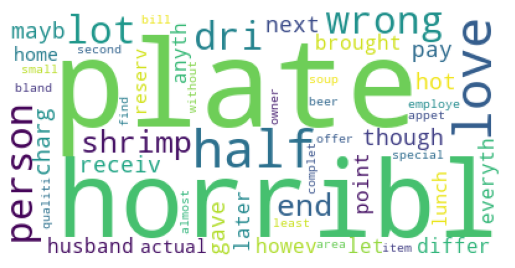 bill second small bland
mayb lot dri next wrong love
home anyth reserv brought pay hot
plate
without find owner soup beer employe appet
person charg shrimp half though everyth
qualiti receiv almost complet offer special
horribl
end point lunch
husband actual gave later least howev area let item differ